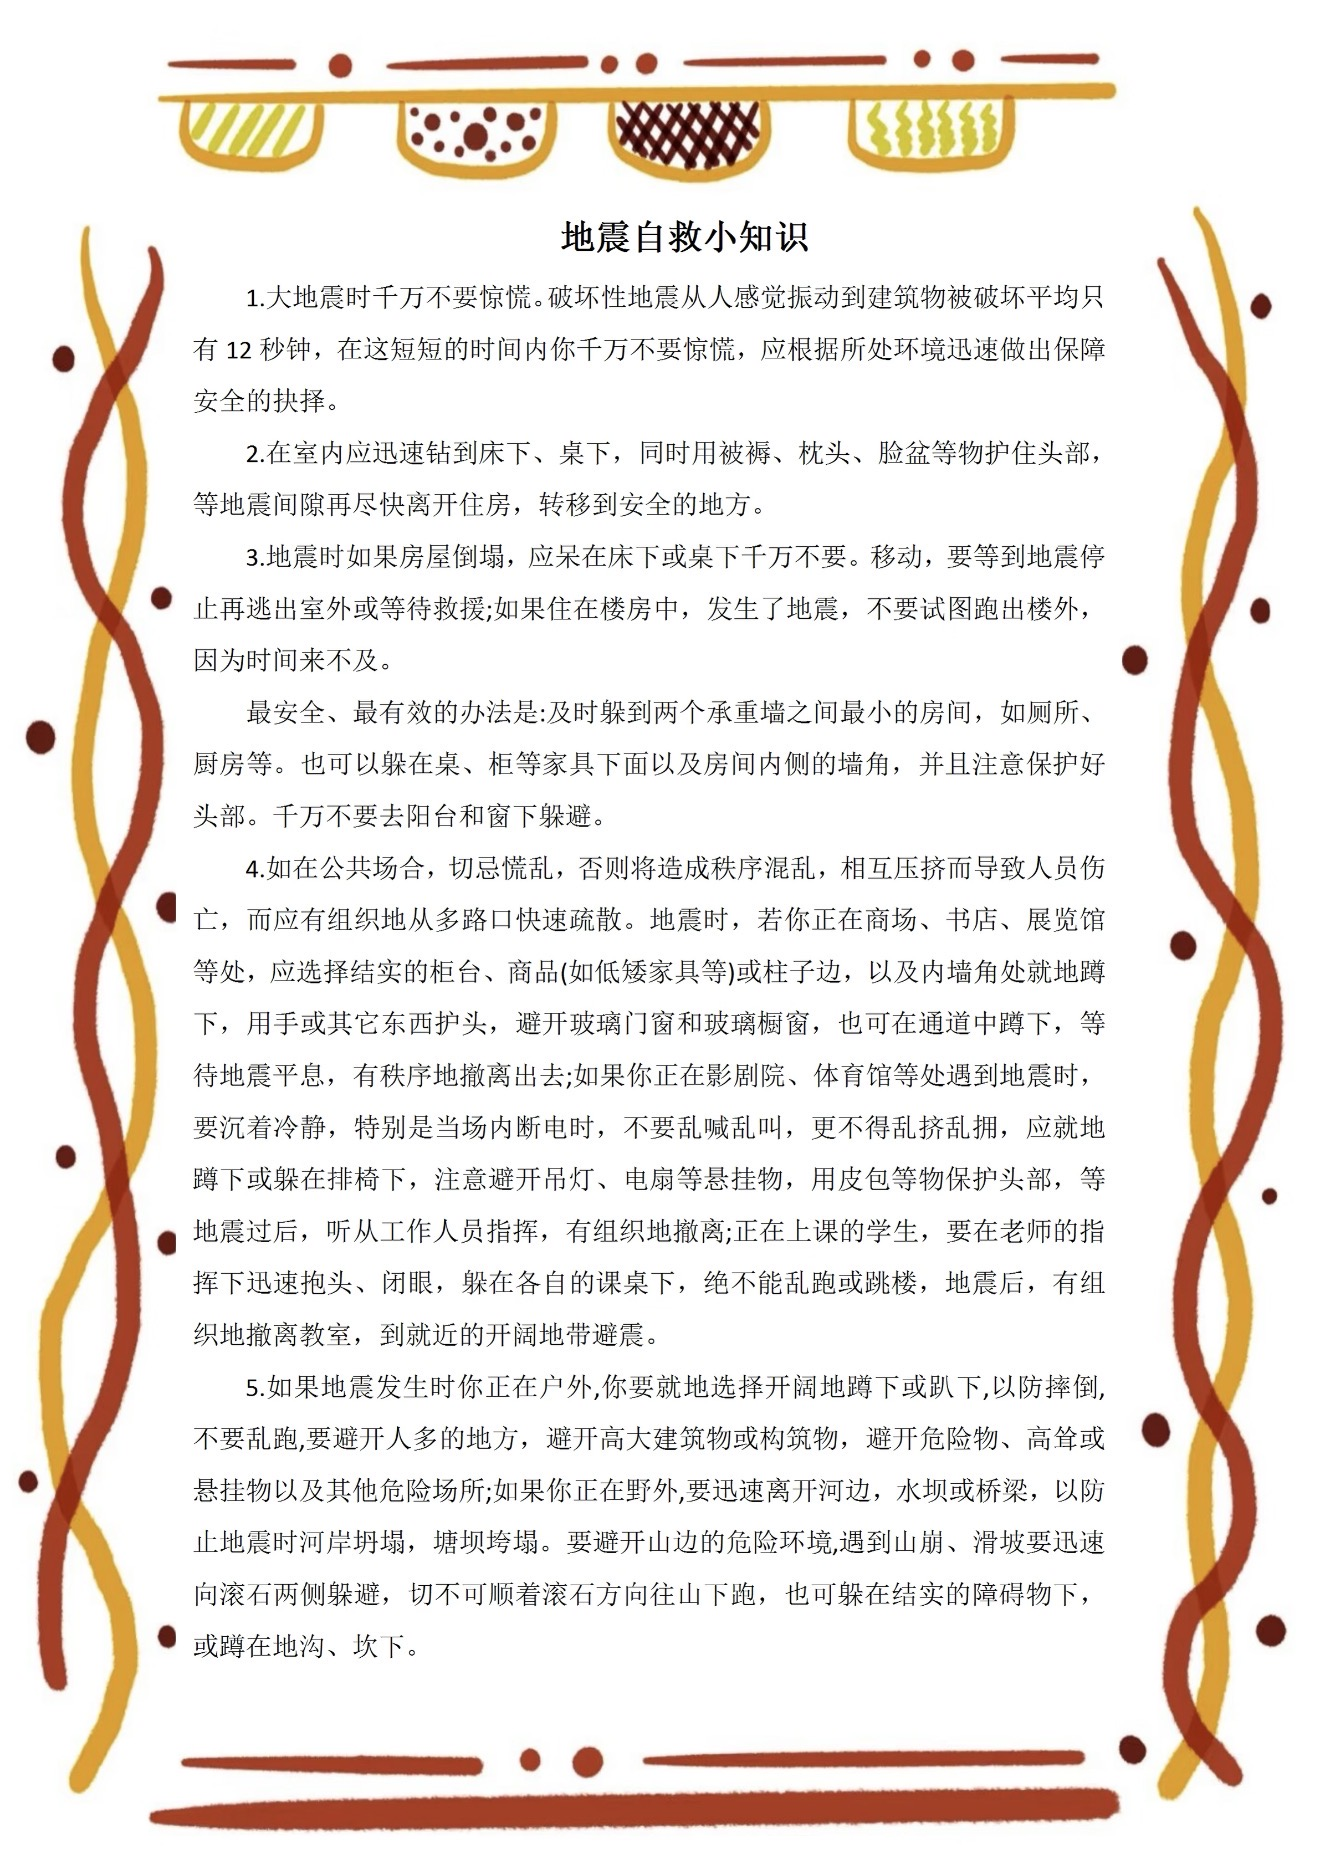 地震自救小知识
1.大地震时千万不要惊慌。破坏性地震从人感觉振动到建筑物被破坏平均只
有 12 秒钟，在这短短的时间内你千万不要惊慌，应根据所处环境迅速做出保障
安全的抉择。
2.在室内应迅速钻到床下、桌下，同时用被褥、枕头、脸盆等物护住头部，
等地震间隙再尽快离开住房，转移到安全的地方。
3.地震时如果房屋倒塌，应呆在床下或桌下千万不要。移动，要等到地震停
止再逃出室外或等待救援;如果住在楼房中，发生了地震，不要试图跑出楼外，
因为时间来不及。
最安全、最有效的办法是:及时躲到两个承重墙之间最小的房间，如厕所、
厨房等。也可以躲在桌、柜等家具下面以及房间内侧的墙角，并且注意保护好
头部。千万不要去阳台和窗下躲避。
4.如在公共场合，切忌慌乱，否则将造成秩序混乱，相互压挤而导致人员伤
亡，而应有组织地从多路口快速疏散。地震时，若你正在商场、书店、展览馆
等处，应选择结实的柜台、商品(如低矮家具等)或柱子边，以及内墙角处就地蹲
下，用手或其它东西护头，避开玻璃门窗和玻璃橱窗，也可在通道中蹲下，等
待地震平息，有秩序地撤离出去;如果你正在影剧院、体育馆等处遇到地震时，
要沉着冷静，特别是当场内断电时，不要乱喊乱叫，更不得乱挤乱拥，应就地
蹲下或躲在排椅下，注意避开吊灯、电扇等悬挂物，用皮包等物保护头部，等
地震过后，听从工作人员指挥，有组织地撤离;正在上课的学生，要在老师的指
挥下迅速抱头、闭眼，躲在各自的课桌下，绝不能乱跑或跳楼，地震后，有组
织地撤离教室，到就近的开阔地带避震。
5.如果地震发生时你正在户外,你要就地选择开阔地蹲下或趴下,以防摔倒,
不要乱跑,要避开人多的地方，避开高大建筑物或构筑物，避开危险物、高耸或
悬挂物以及其他危险场所;如果你正在野外,要迅速离开河边，水坝或桥梁，以防
止地震时河岸坍塌，塘坝垮塌。要避开山边的危险环境,遇到山崩、滑坡要迅速
向滚石两侧躲避，切不可顺着滚石方向往山下跑，也可躲在结实的障碍物下，
或蹲在地沟、坎下。